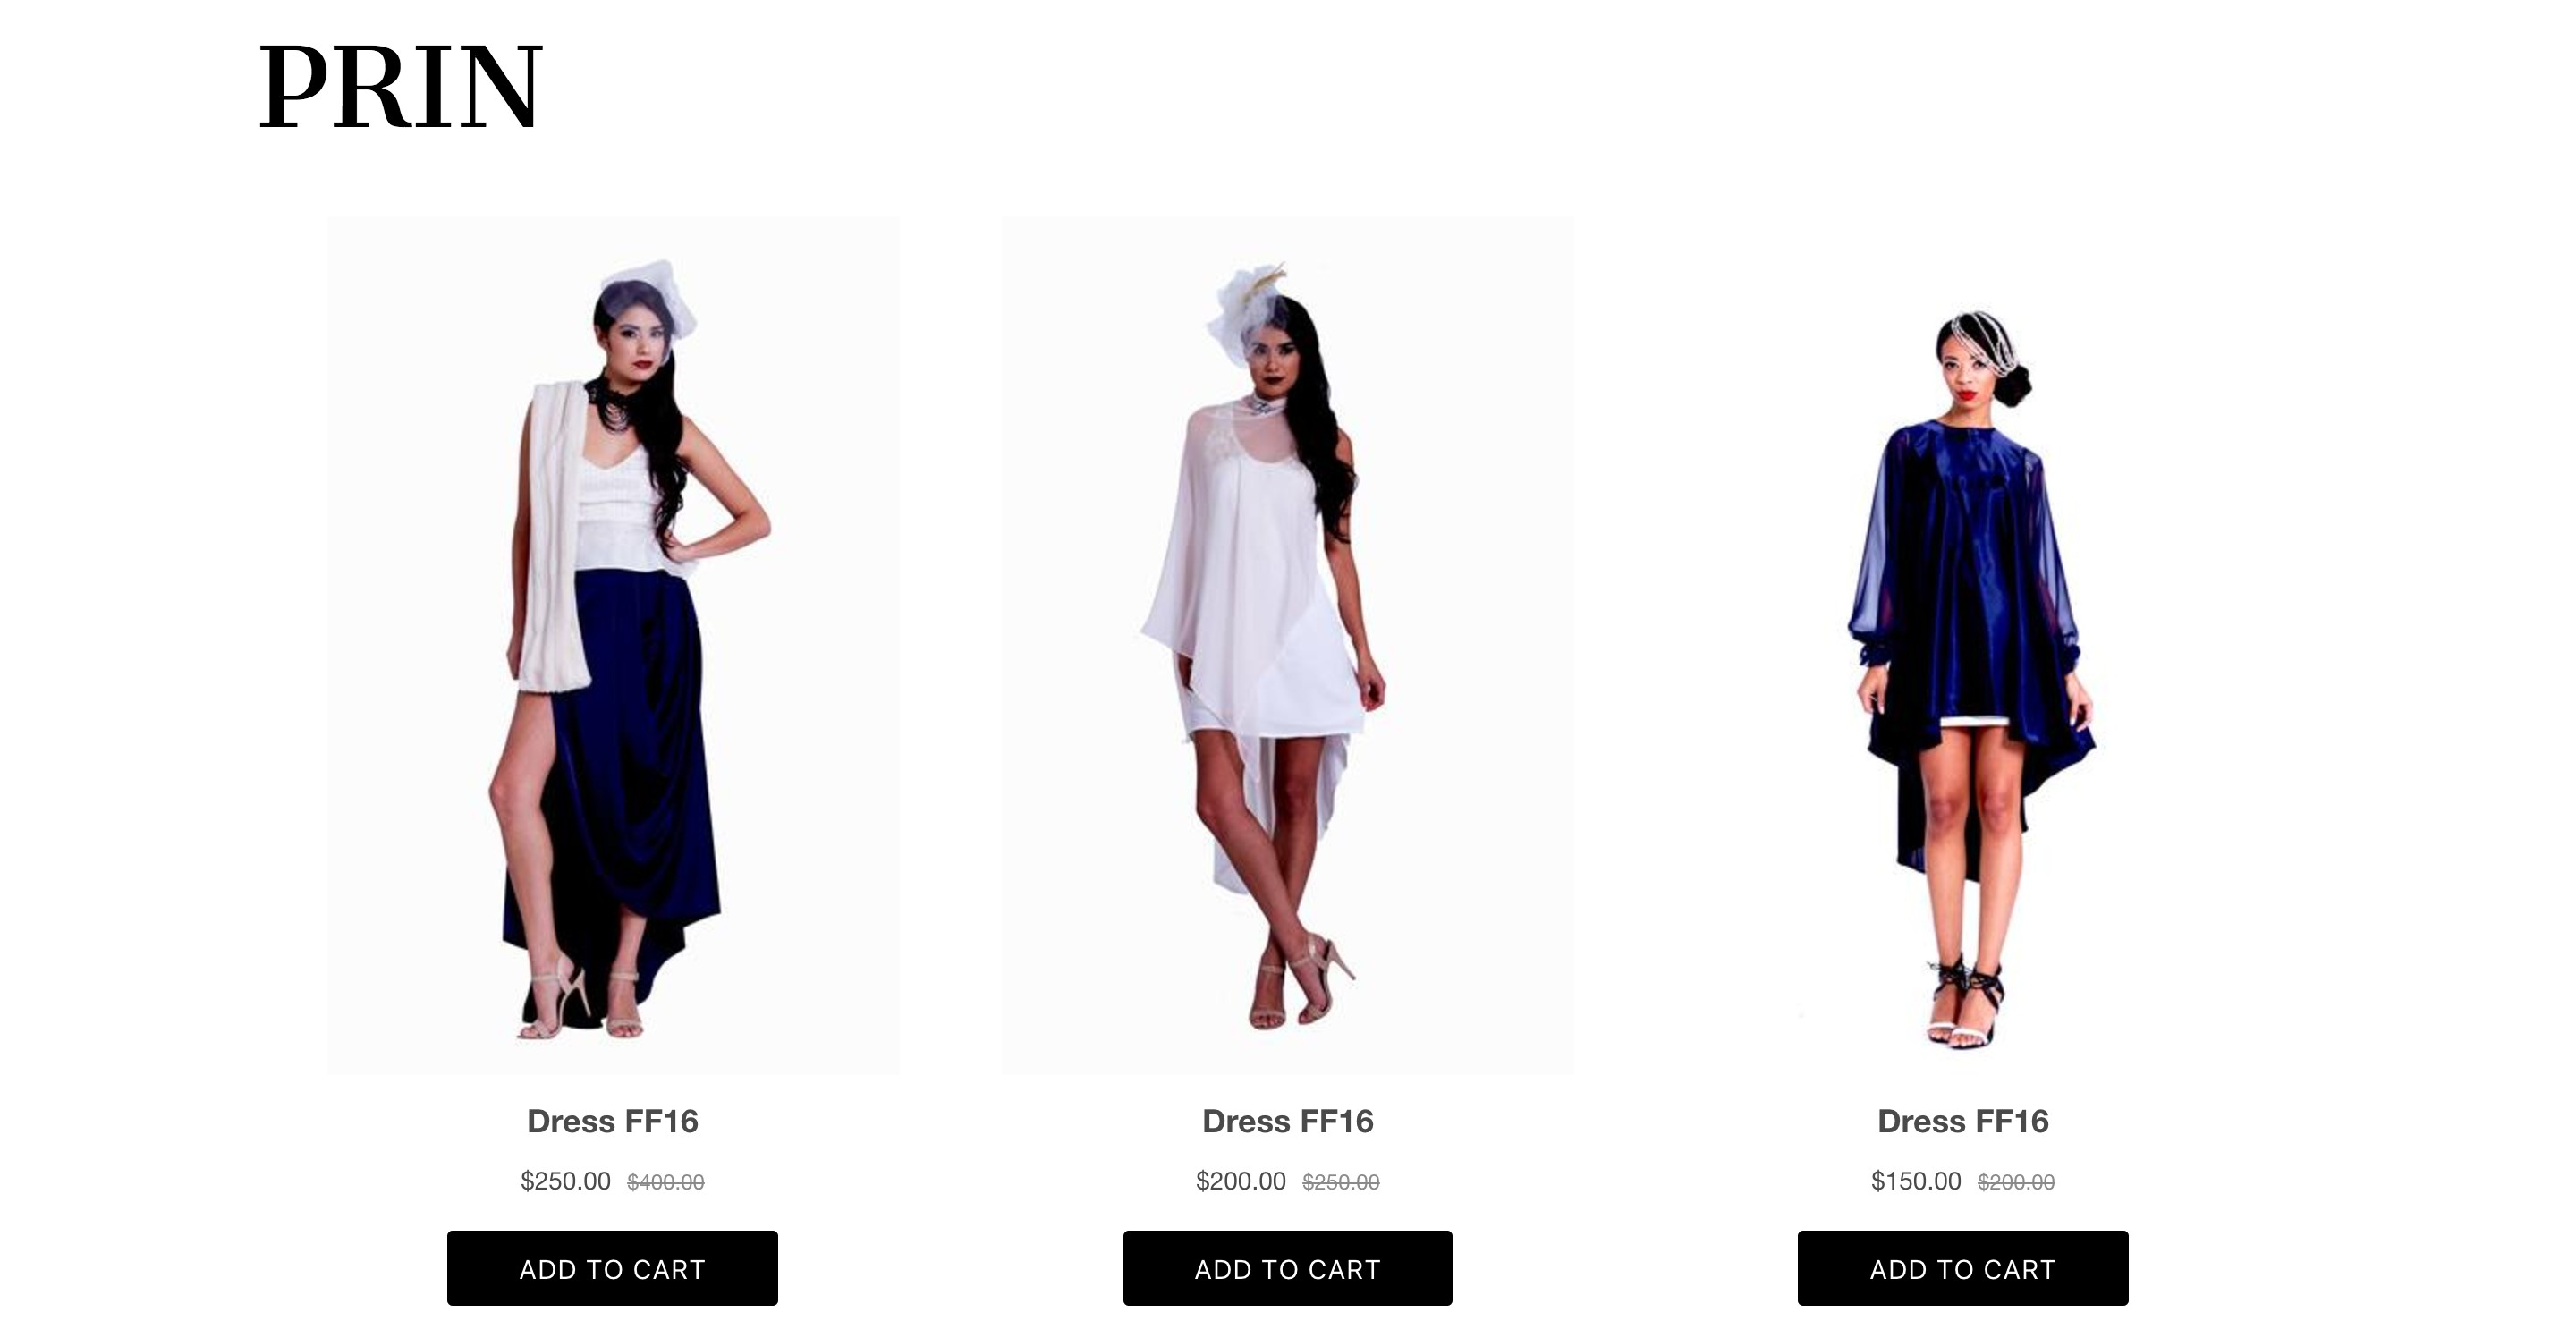 PRIN
Dress FF16
$250.00 $400.00
ADD TO CART
Dress FF16
$200.00 $250.00
ADD TO CART
Dress FF16
$150.00 $200.00
ADD TO CART